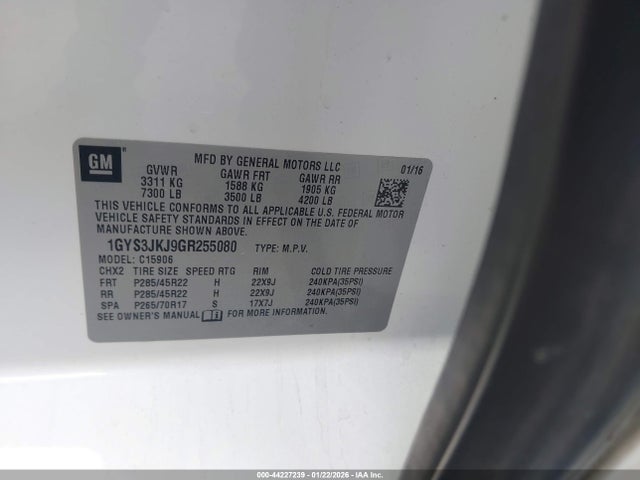 GM
MFD BY GENERAL MOTORS LLC 01/16
GVWR GAWR FRT GAWR RR
3311 KG 1588 KG 1905 KG
7300 LB 3500 LB 4200 LB
THIS VEHICLE CONFORMS TO ALL APPLICABLE U.S. FEDERAL MOTOR
VEHICLE SAFETY STANDARDS IN EFFECT ON THE DATE OF
MANUFACTURE SHOWN ABOVE.
1GYS3JKJ9GR255080 TYPE: M.P.V.
MODEL: C15906
CHX2 TIRE SIZE SPEED RTG RIM COLD TIRE PRESSURE
FRT P285/45R22 H 22X9J 240KPA(35PSI)
RR P285/45R22 H 22X9J 240KPA(35PSI)
SPA P265/70R17 S 17X7J 240KPA(35PSI)
SEE OWNER'S MANUAL FOR MORE INFORMATION.
000-44227239 - 01/22/2026 - IAAI.CA